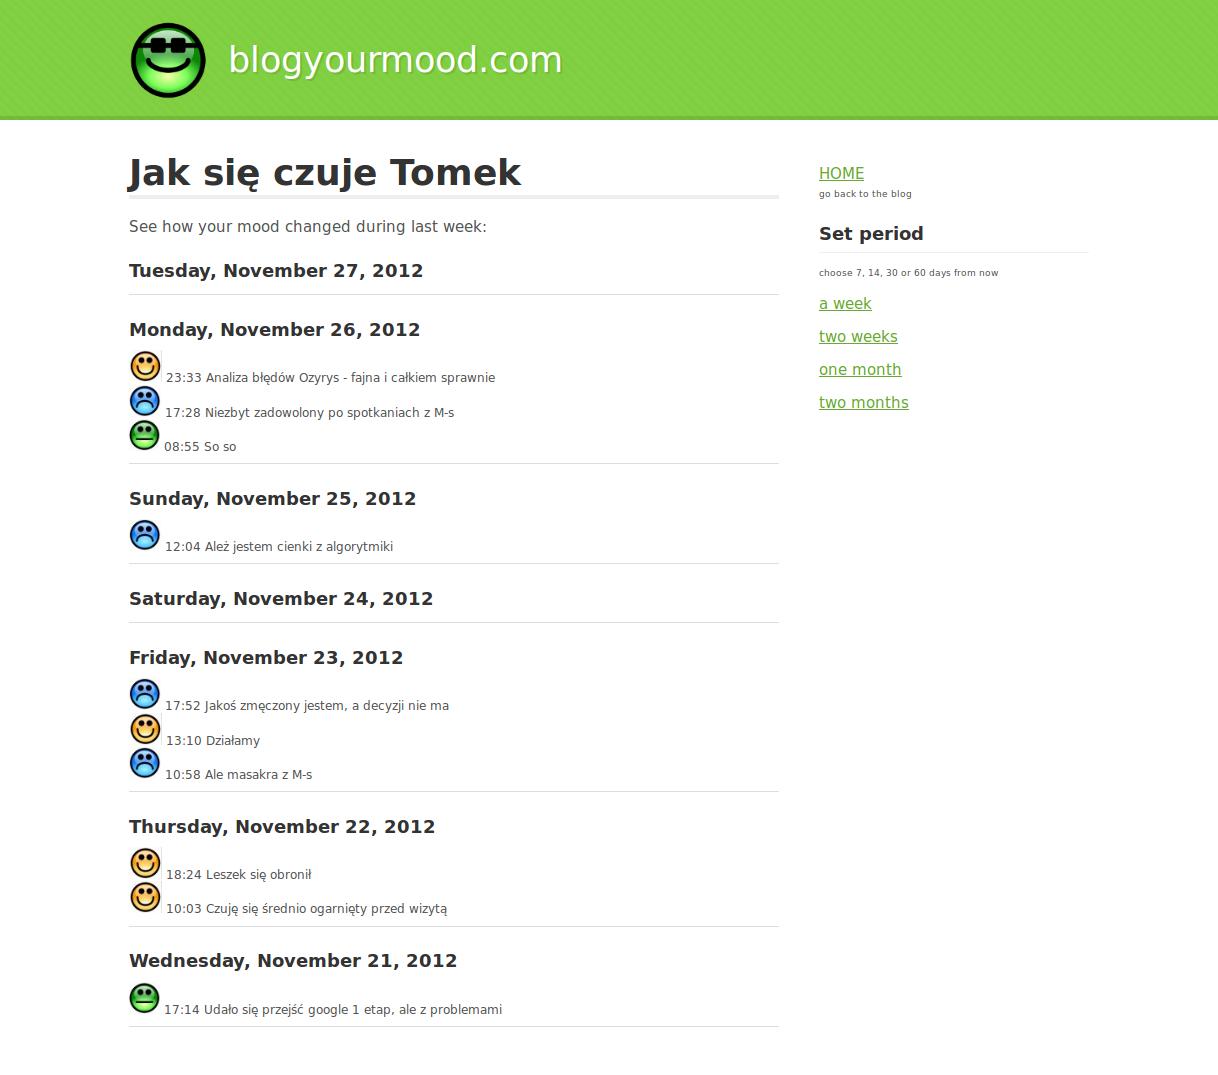 blogyourmood.com
Jak się czuje Tomek
See how your mood changed during last week:
Tuesday, November 27, 2012
Monday, November 26, 2012
23:33 Analiza błędów Ozyrys - fajna i całkiem sprawnie
17:28 Niezbyt zadowolony po spotkaniach z M-s
08:55 So so
Sunday, November 25, 2012
12:04 Ależ jestem cienki z algorytmiki
Saturday, November 24, 2012
Friday, November 23, 2012
17:52 Jakoś zmęczony jestem, a decyzji nie ma
13:10 Działamy
10:58 Ale masakra z M-s
Thursday, November 22, 2012
18:24 Leszek się obronił
10:03 Czuję się średnio ogarnięty przed wizytą
Wednesday, November 21, 2012
17:14 Udało się przejść google 1 etap, ale z problemami
HOME
go back to the blog
Set period
choose 7, 14, 30 or 60 days from now
a week
two weeks
one month
two months